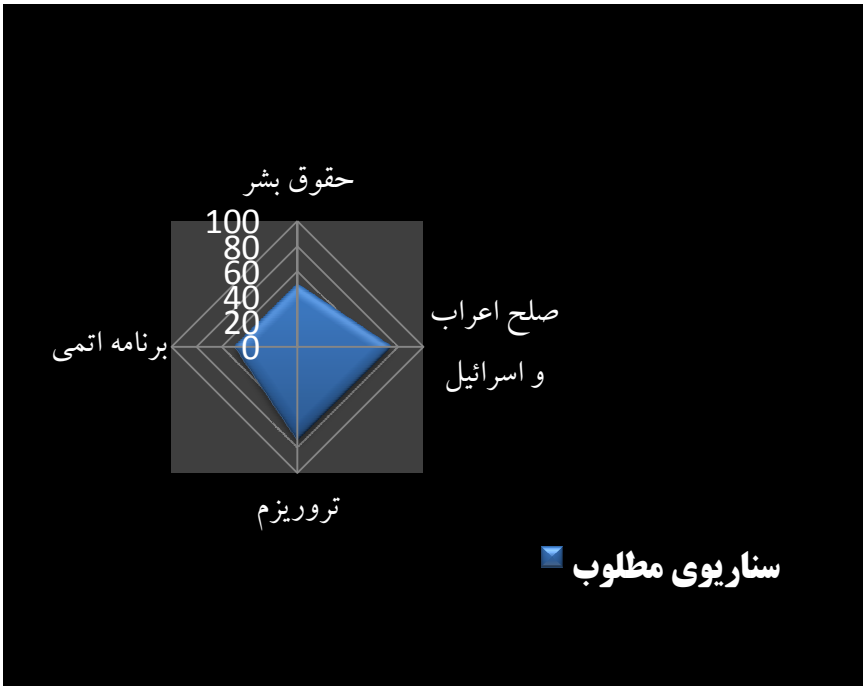 حقوق بشر
100
80
60
40
20
0
صلح اعراب
و اسرائیل
برنامه اتمی
تروریزم
سناریوی مطلوب